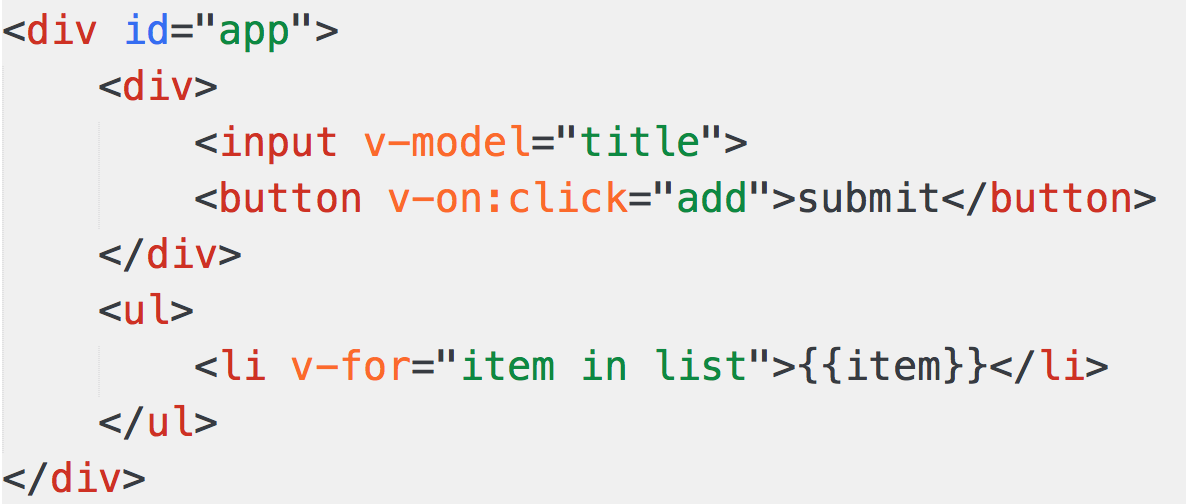 <div id="app">
    <div>
        <input v-model="title">
        <button v-on:click="add">submit</button>
    </div>
    <ul>
        <li v-for="item in list">{{item}}</li>
    </ul>
</div>